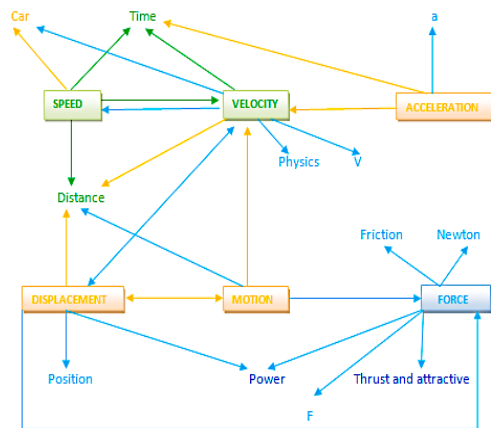 Car
Time
a
SPEED
VELOCITY
ACCELERATION
Physics
V
Distance
Friction
Newton
DISPLACEMENT
MOTION
FORCE
Position
Power
Thrust and attractive
F